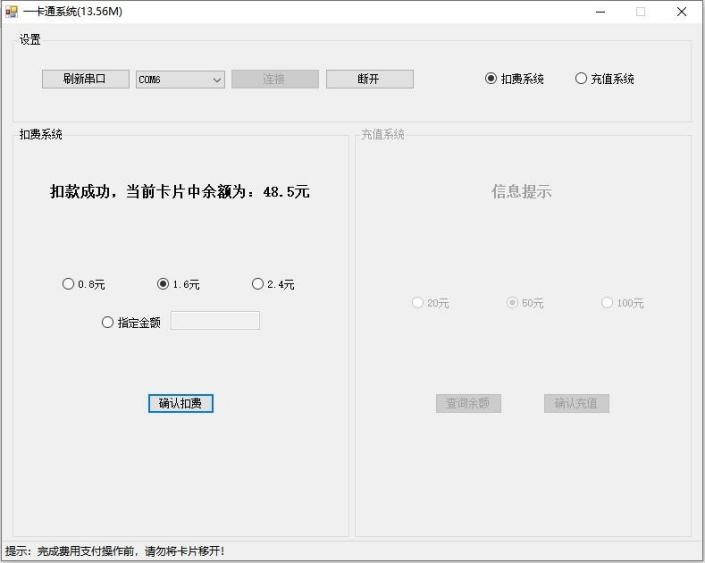 一卡通系统(13.56M)
设置
刷新串口 COM6 连接 断开 扣费系统 充值系统
扣费系统
扣款成功，当前卡片中余额为：48.5元
0.8元 1.6元 2.4元
指定金额
确认扣费
充值系统
信息提示
20元 50元 100元
查询余额 确认充值
提示：完成费用支付操作前，请勿将卡片移开！